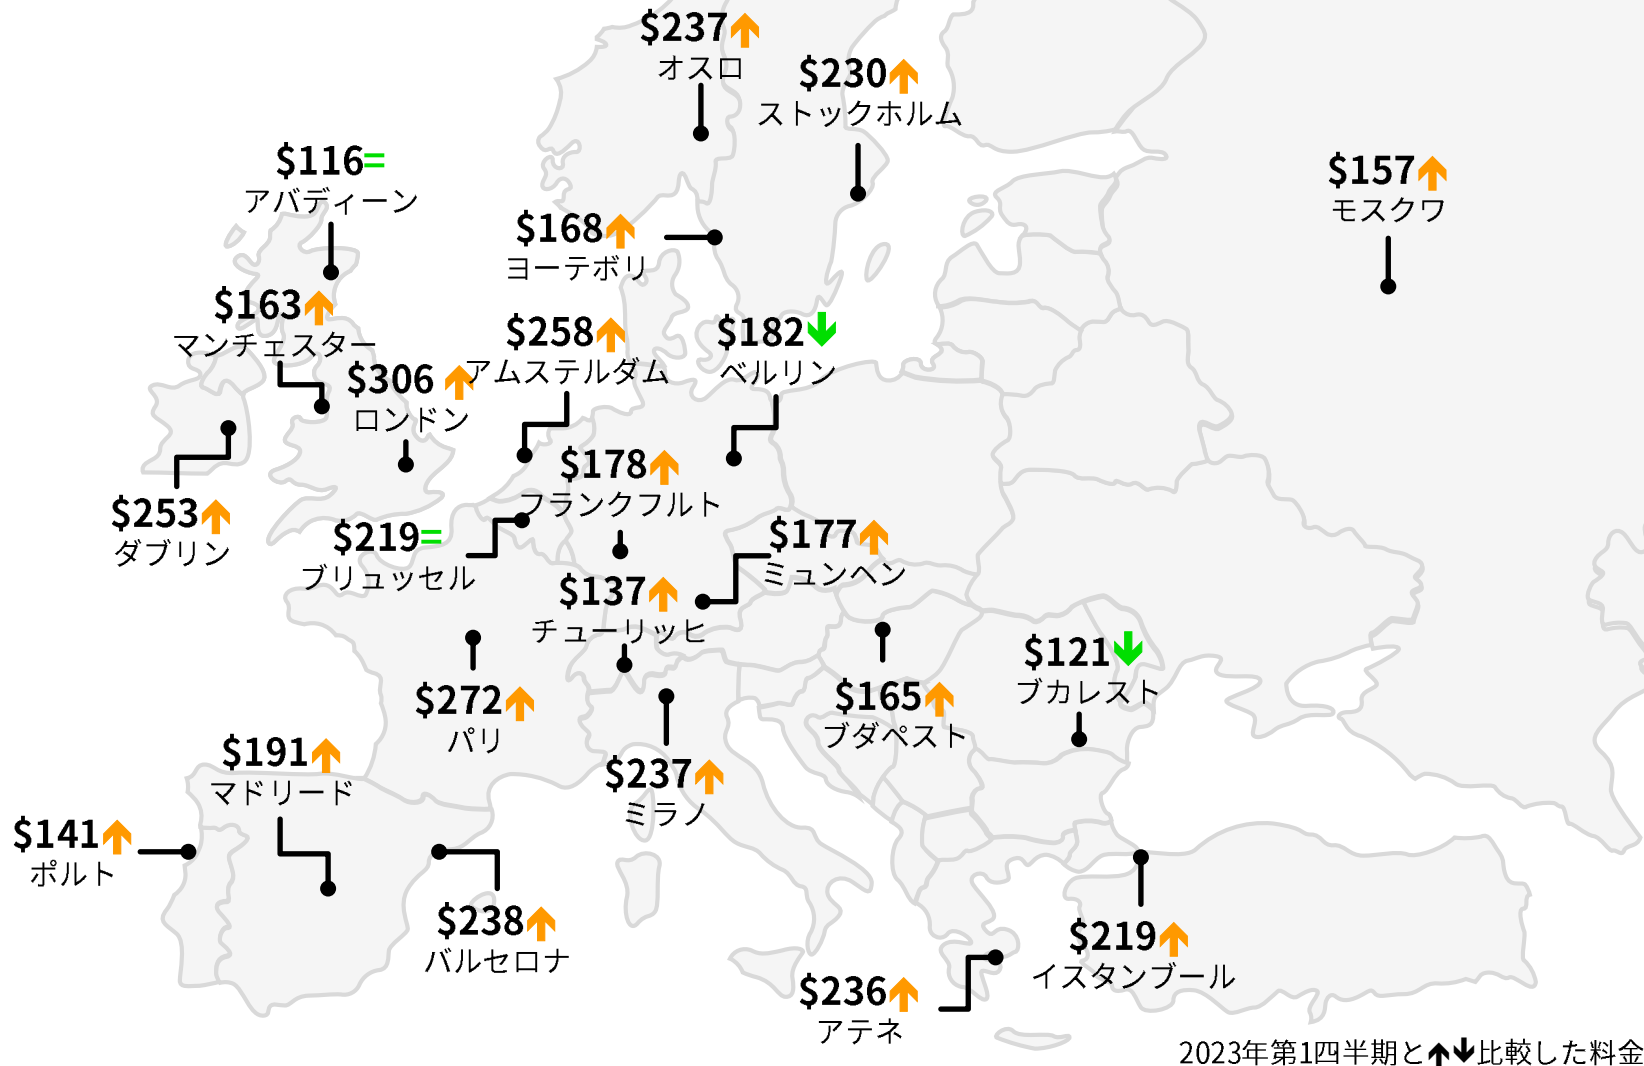 $237
オスロ
$230
ストックホルム
$116=
アバディーン
$157
モスクワ
$168
ヨーテボリ
$163
マンチェスター
$258
アムステルダム
$182
ベルリン
$306
ロンドン
$178
フランクフルト
$253
ダブリン
$219=
ブリュッセル
$177
ミュンヘン
$137
チューリッヒ
$121
ブカレスト
$272
パリ
$165
ブダペスト
$191
マドリード
$237
ミラノ
$141
ポルト
$238
バルセロナ
$219
イスタンブール
$236
アテネ
2023年第1四半期と↑↓比較した料金